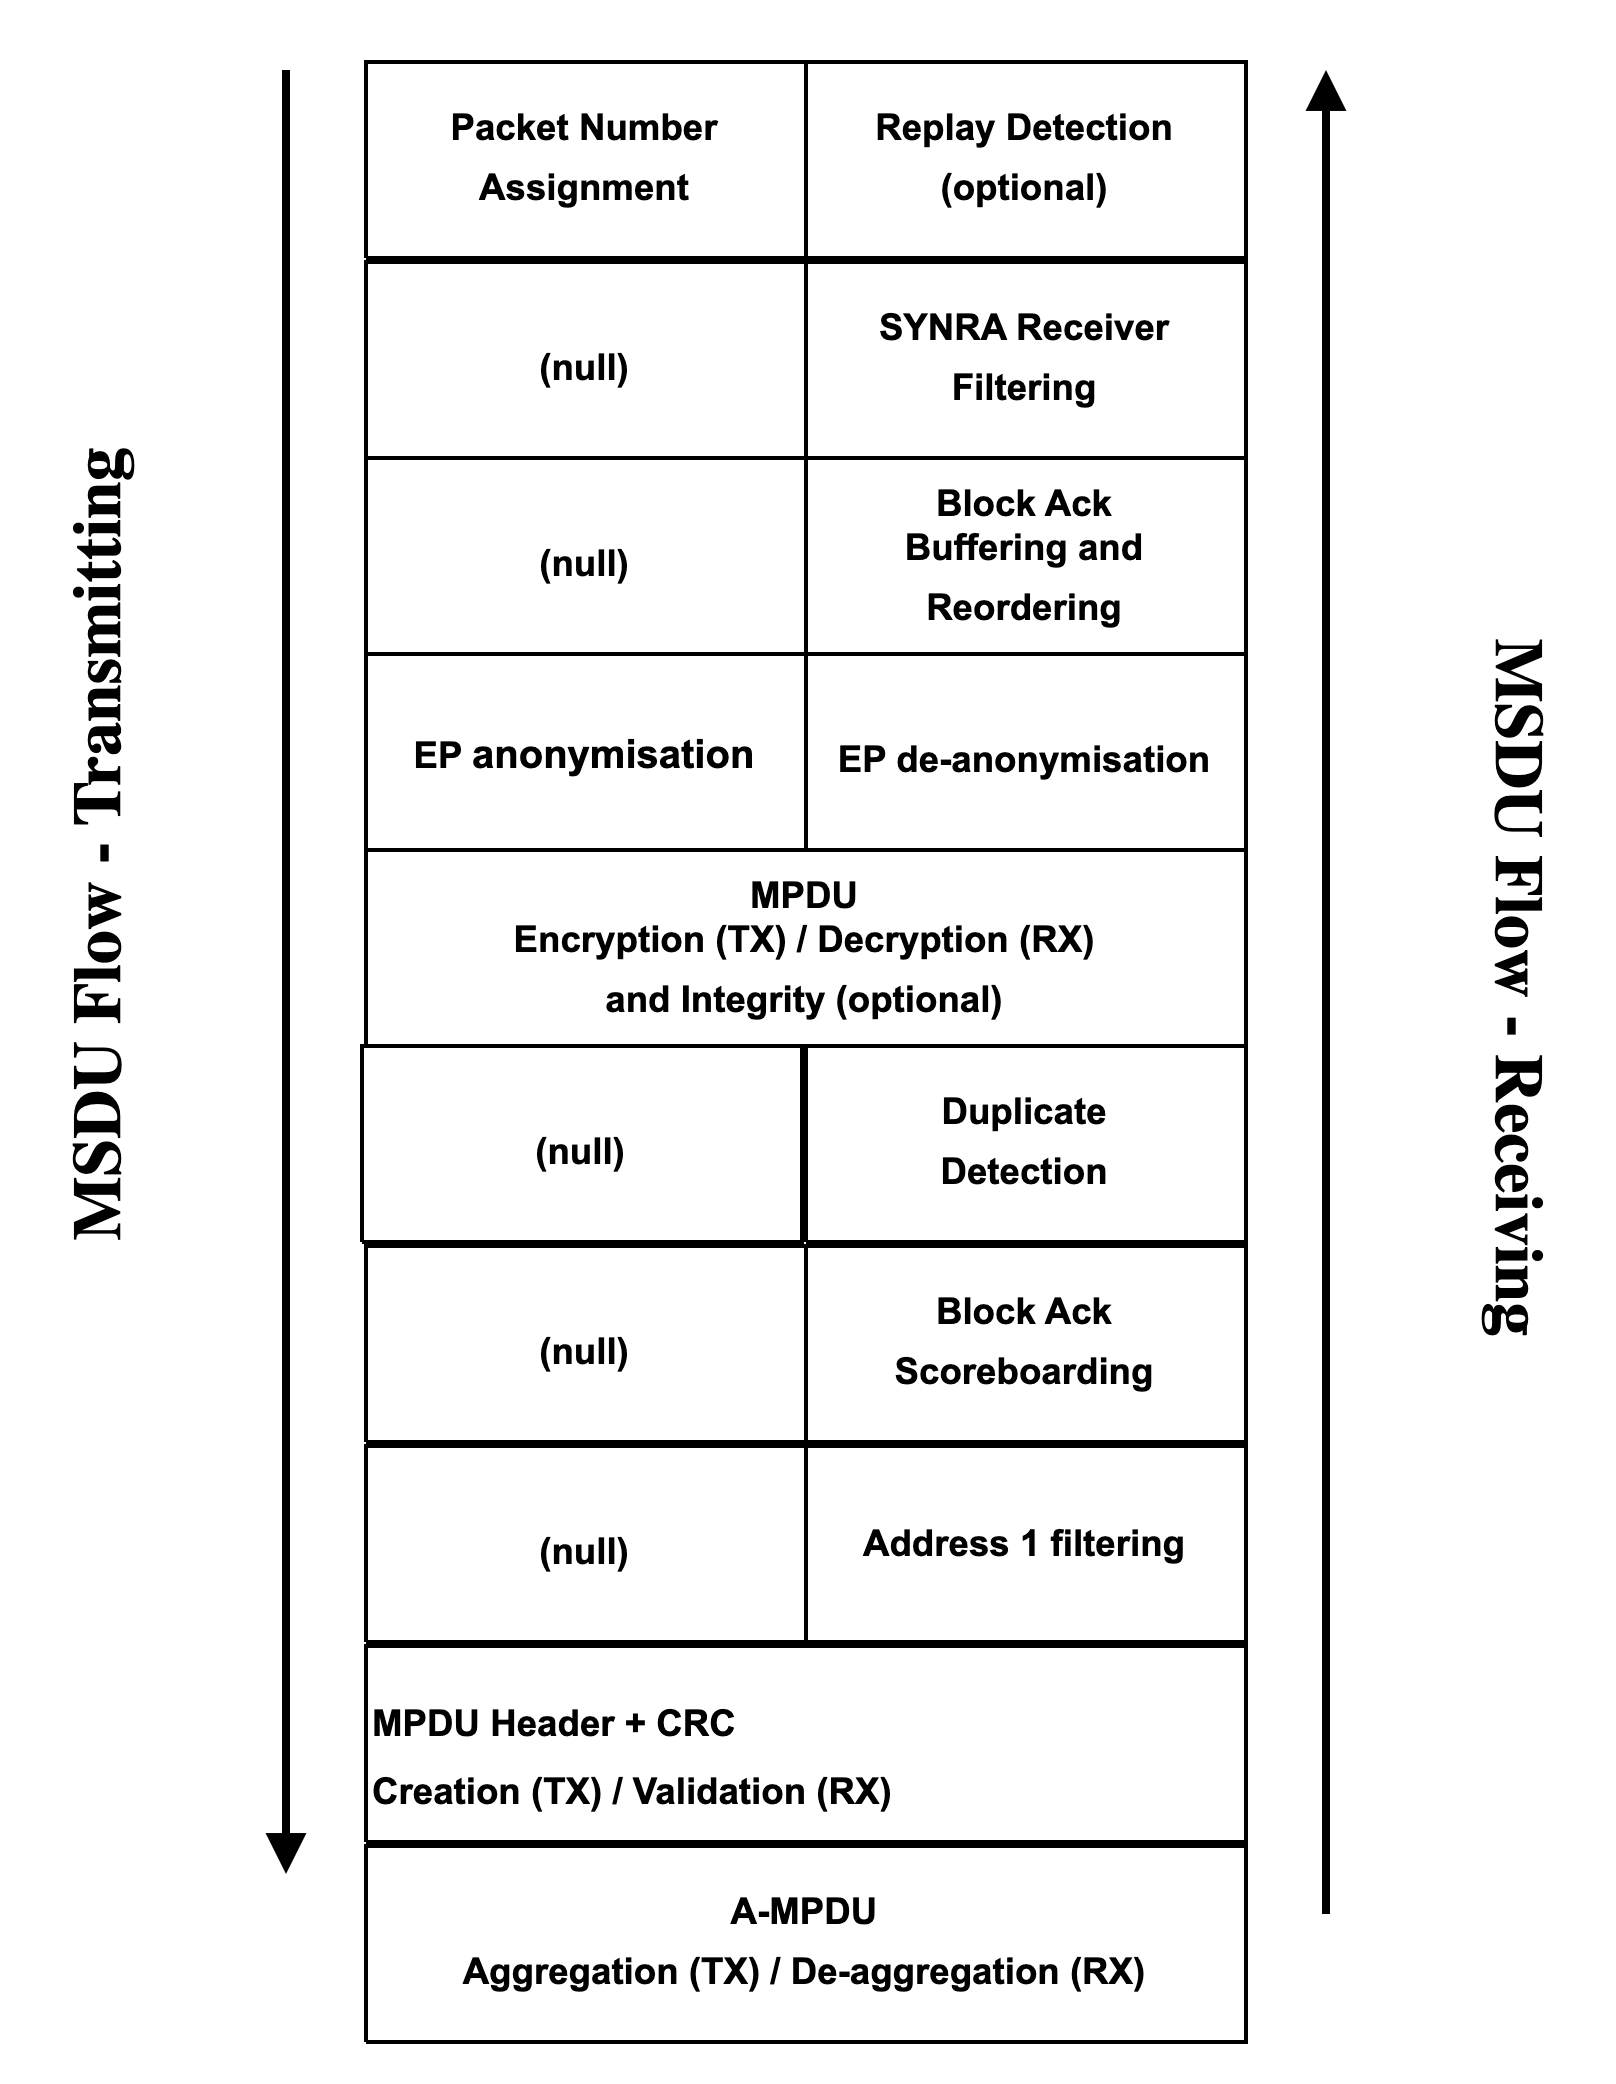 MSDU Flow - Transmitting
Packet Number
Assignment
Replay Detection
(optional)
(null)
SYNRA Receiver
Filtering
(null)
Block Ack
Buffering and
Reordering
EP anonymisation
EP de-anonymisation
MPDU
Encryption (TX) / Decryption (RX)
and Integrity (optional)
(null)
Duplicate
Detection
(null)
Block Ack
Scoreboarding
(null)
Address 1 filtering
MPDU Header + CRC
Creation (TX) / Validation (RX)
A-MPDU
Aggregation (TX) / De-aggregation (RX)
MSDU Flow - Receiving